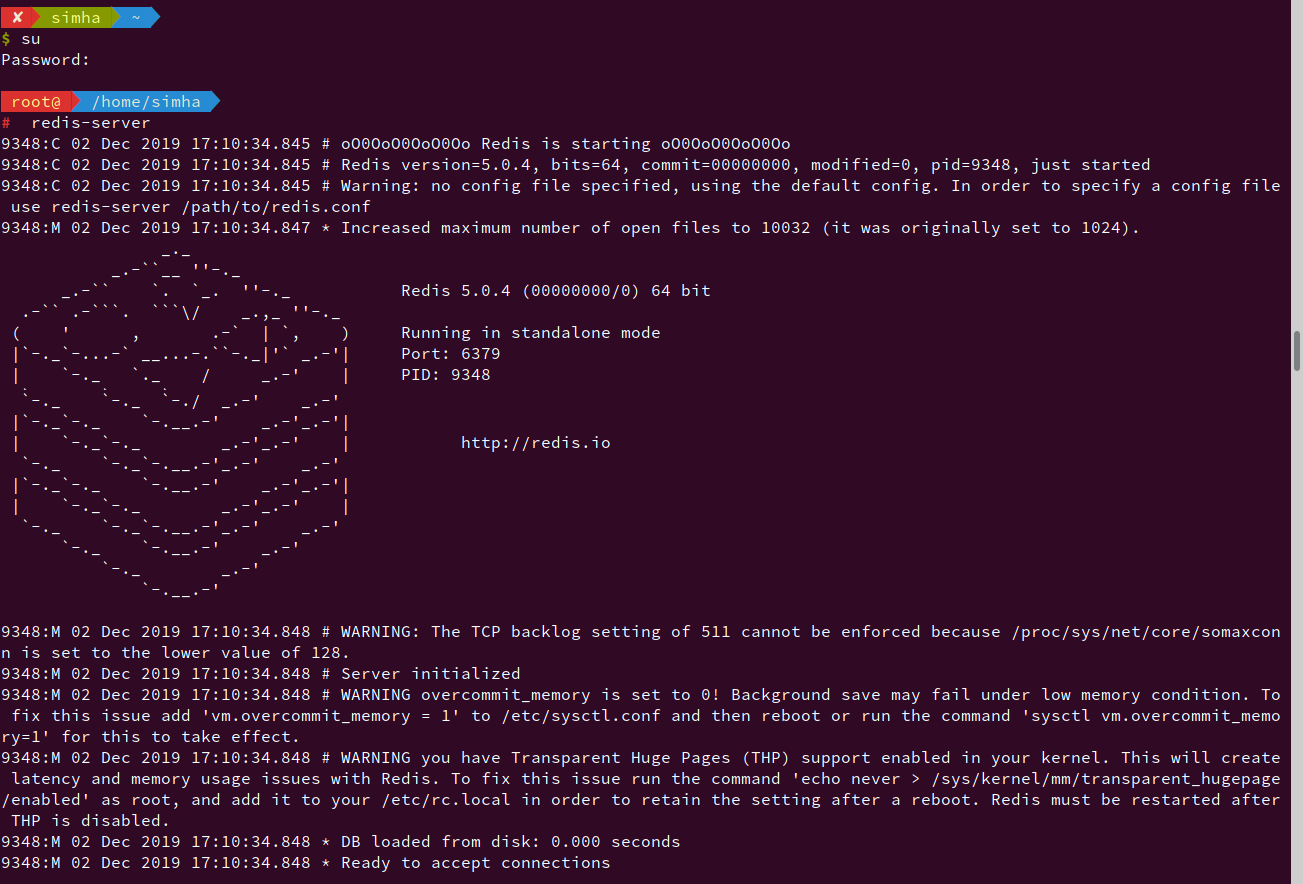 ✘ simha ~
$ su
Password:
root@ /home/simha
# redis-server
9348:C 02 Dec 2019 17:10:34.845 # oO0OoO0OoO0Oo Redis is starting oO0OoO0OoO0Oo
9348:C 02 Dec 2019 17:10:34.845 # Redis version=5.0.4, bits=64, commit=00000000, modified=0, pid=9348, just started
9348:C 02 Dec 2019 17:10:34.845 # Warning: no config file specified, using the default config. In order to specify a config file
use redis-server /path/to/redis.conf
9348:M 02 Dec 2019 17:10:34.847 * Increased maximum number of open files to 10032 (it was originally set to 1024).
Redis 5.0.4 (00000000/0) 64 bit
Running in standalone mode
Port: 6379
PID: 9348
http://redis.io
9348:M 02 Dec 2019 17:10:34.848 # WARNING: The TCP backlog setting of 511 cannot be enforced because /proc/sys/net/core/somaxcon
n is set to the lower value of 128.
9348:M 02 Dec 2019 17:10:34.848 # Server initialized
9348:M 02 Dec 2019 17:10:34.848 # WARNING overcommit_memory is set to 0! Background save may fail under low memory condition. To
fix this issue add 'vm.overcommit_memory = 1' to /etc/sysctl.conf and then reboot or run the command 'sysctl vm.overcommit_memo
ry=1' for this to take effect.
9348:M 02 Dec 2019 17:10:34.848 # WARNING you have Transparent Huge Pages (THP) support enabled in your kernel. This will create
latency and memory usage issues with Redis. To fix this issue run the command 'echo never > /sys/kernel/mm/transparent_hugepage
/enabled' as root, and add it to your /etc/rc.local in order to retain the setting after a reboot. Redis must be restarted after
THP is disabled.
9348:M 02 Dec 2019 17:10:34.848 * DB loaded from disk: 0.000 seconds
9348:M 02 Dec 2019 17:10:34.848 * Ready to accept connections